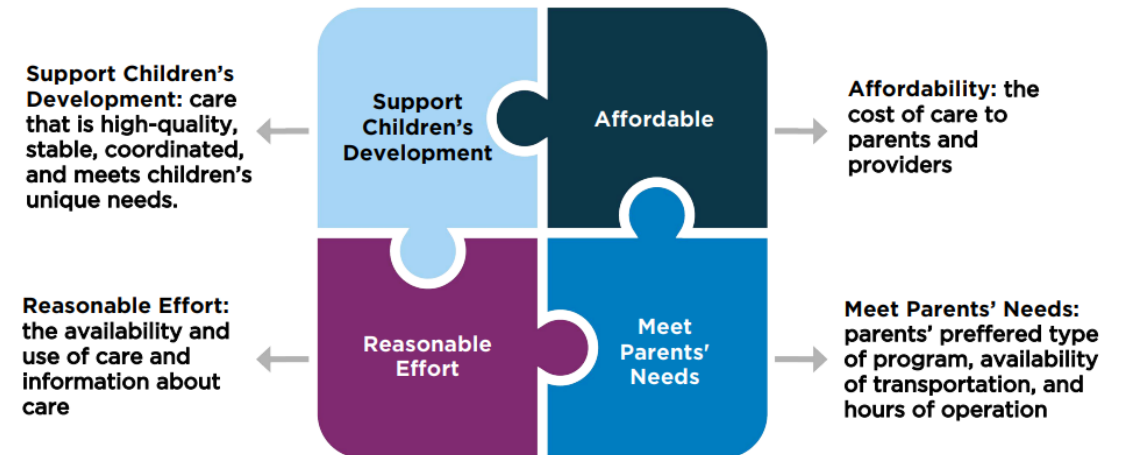 Support Children's
Development: care
that is high-quality,
stable, coordinated,
and meets children's
unique needs.
Support
Children's
Development
Affordable
Affordability: the
cost of care to
parents and
providers
Reasonable Effort:
the availability and
use of care and
information about
care
Reasonable
Effort
Meet
Parents'
Needs
Meet Parents' Needs:
parents' preffered type
of program, availability
of transportation, and
hours of operation